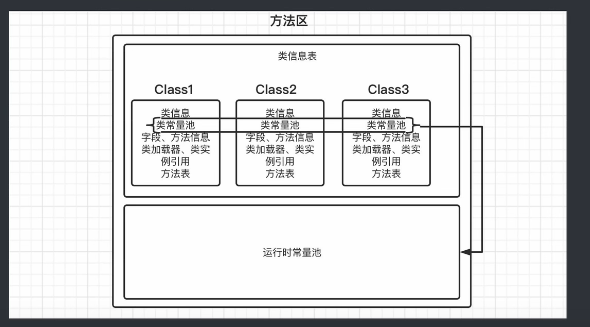 方法区
类信息表
Class1
Class2
Class3
类信息
类常量池
字段、方法信息
类加载器、类实
例引用
方法表
类信息
类常量池
字段、方法信息
类加载器、类实
例引用
方法表
类信息
类常量池
字段、方法信息
类加载器、类实
例引用
方法表
运行时常量池